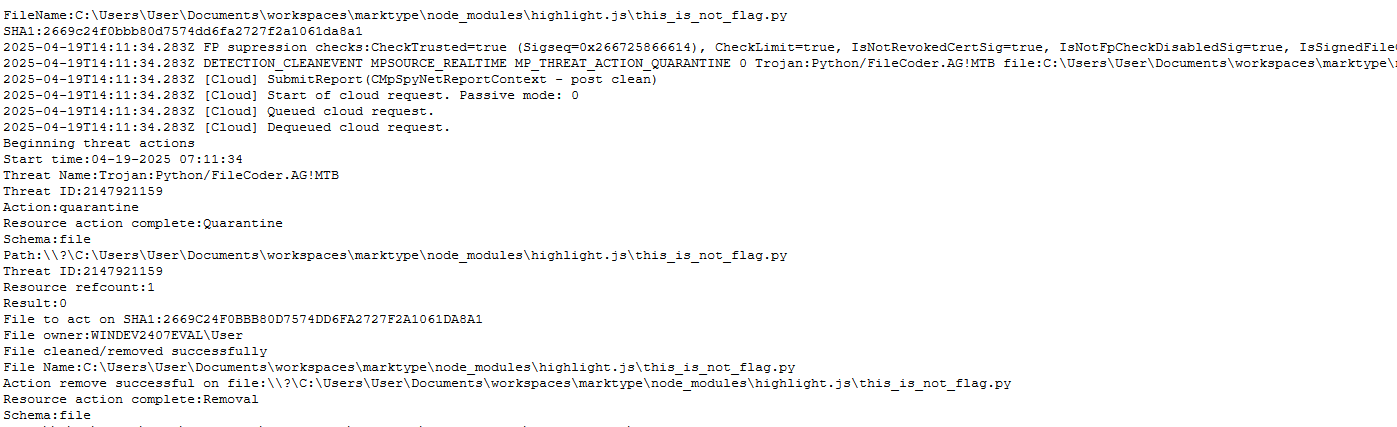 FileName:C:\Users\User\Documents\workspaces\marktype\node_modules\highlight.js\this_is_not_flag.py
SHA1:2669c24f0bbb80d7574dd6fa2727f2a1061da8a1
2025-04-19T14:11:34.283Z FP supression checks:CheckTrusted=true (Sigseq=0x266725866614), CheckLimit=true, IsNotRevokedCertSig=true, IsNotFpCheckDisabledSig=true, IsSignedFile
2025-04-19T14:11:34.283Z DETECTION_CLEANEVENT MPSOURCE_REALTIME MP_THREAT_ACTION_QUARANTINE 0 Trojan:Python/FileCoder.AG!MTB file:C:\Users\User\Documents\workspaces\marktype\
2025-04-19T14:11:34.283Z [Cloud] SubmitReport(CMpSpyNetReportContext - post clean)
2025-04-19T14:11:34.283Z [Cloud] Start of cloud request. Passive mode: 0
2025-04-19T14:11:34.283Z [Cloud] Queued cloud request.
2025-04-19T14:11:34.283Z [Cloud] Dequeued cloud request.
Beginning threat actions
Start time:04-19-2025 07:11:34
Threat Name:Trojan:Python/FileCoder.AG!MTB
Threat ID:2147921159
Action:quarantine
Resource action complete:Quarantine
Schema:file
Path:\\?\C:\Users\User\Documents\workspaces\marktype\node_modules\highlight.js\this_is_not_flag.py
Threat ID:2147921159
Resource refcount:1
Result:0
File to act on SHA1:2669C24F0BBB80D7574DD6FA2727F2A1061DA8A1
File owner:WINDEV2407EVAL\User
File cleaned/removed successfully
File Name:C:\Users\User\Documents\workspaces\marktype\node_modules\highlight.js\this_is_not_flag.py
Action remove successful on file:\\?\C:\Users\User\Documents\workspaces\marktype\node_modules\highlight.js\this_is_not_flag.py
Resource action complete:Removal
Schema:file